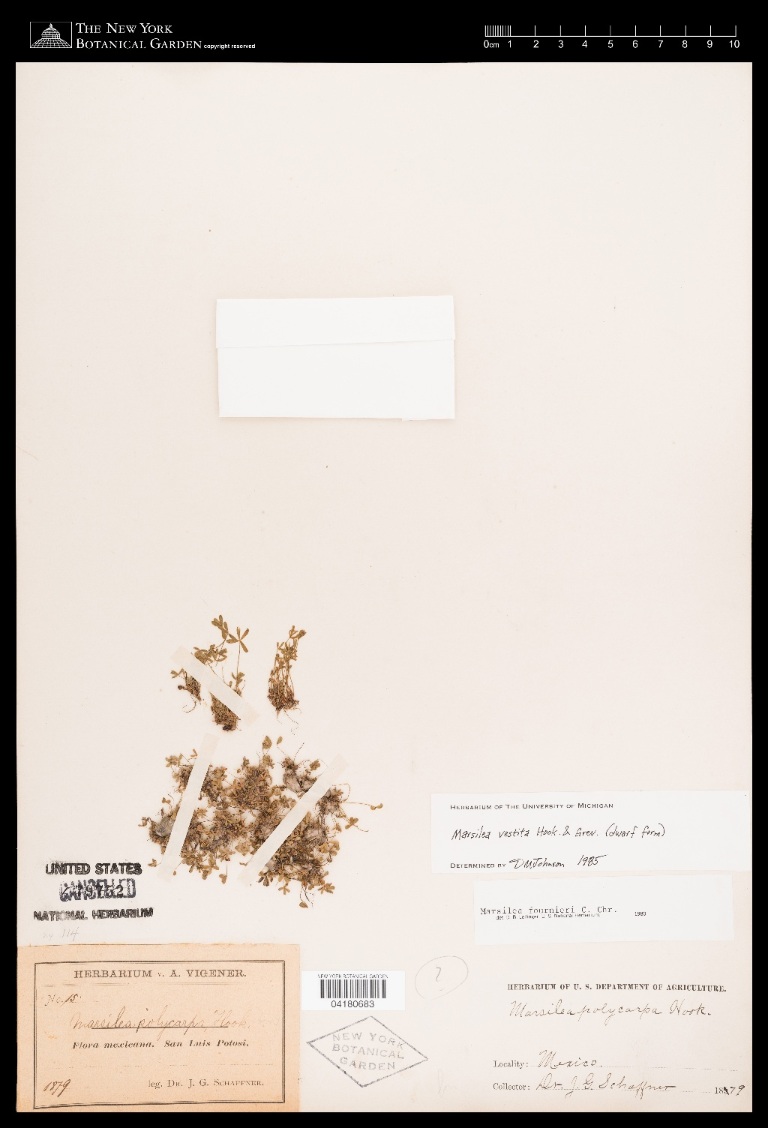 THE NEW YORK
BOTANICAL GARDEN copyright reserved
0cm 1 2 3 4 5 6 7 8 9 10
HERBARIUM OF THE UNIVERSITY OF MICHIGAN
Marsilea vestita Hook. & Grev. (dwarf form)
DETERMINED BY DMJohnson 1985
UNITED STATES
CANCELLED
NATIONAL HERBARIUM
Marsilea fournieri C. Chr.
HERBARIUM V. A. VIGENER.
No. 15.
Marsilea polycarpa Hook.
Flora mexicana. San Luis Potosi.
1879 leg. DR. J. G. SCHAFFNER.
NEW YORK BOTANICAL GARDEN
04180683
NEW YORK
BOTANICAL
GARDEN
?
HERBARIUM OF U. S. DEPARTMENT OF AGRICULTURE.
Marsilea polycarpa Hook.
Locality: Mexico.
Collector: Dr. J. G. Schaffner 1879